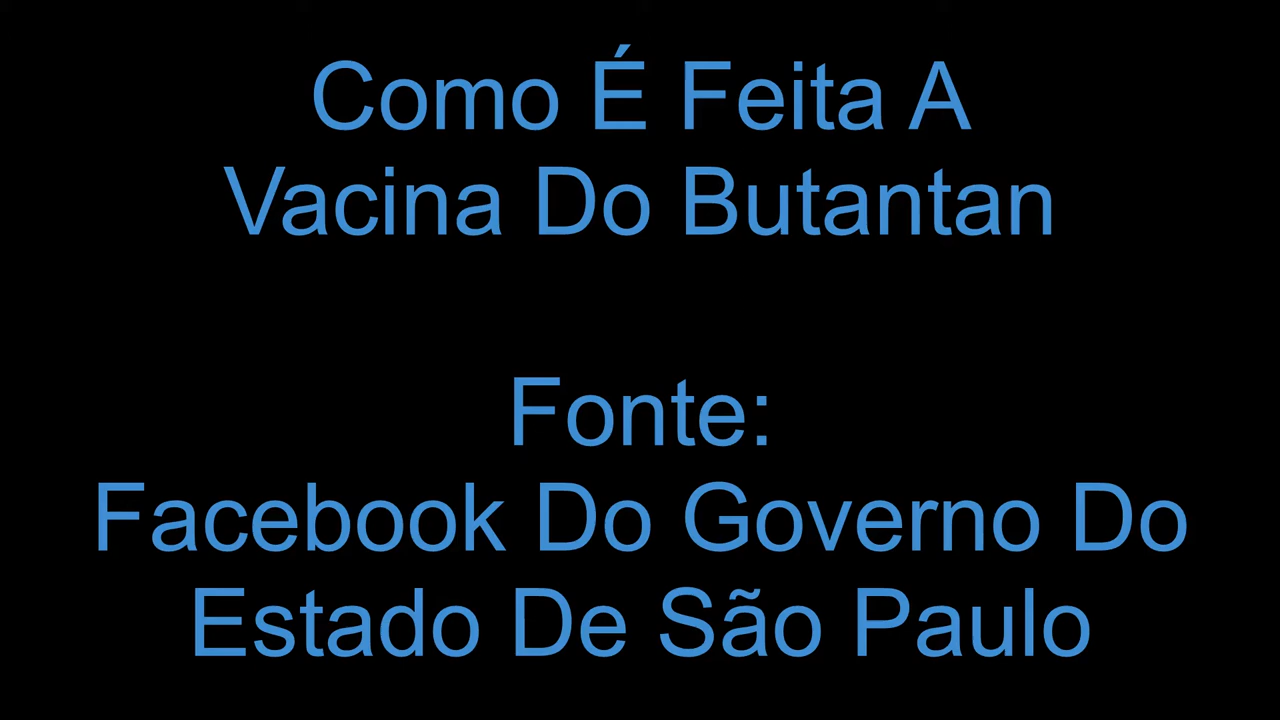 Como É Feita A
Vacina Do Butantan
Fonte:
Facebook Do Governo Do
Estado De São Paulo